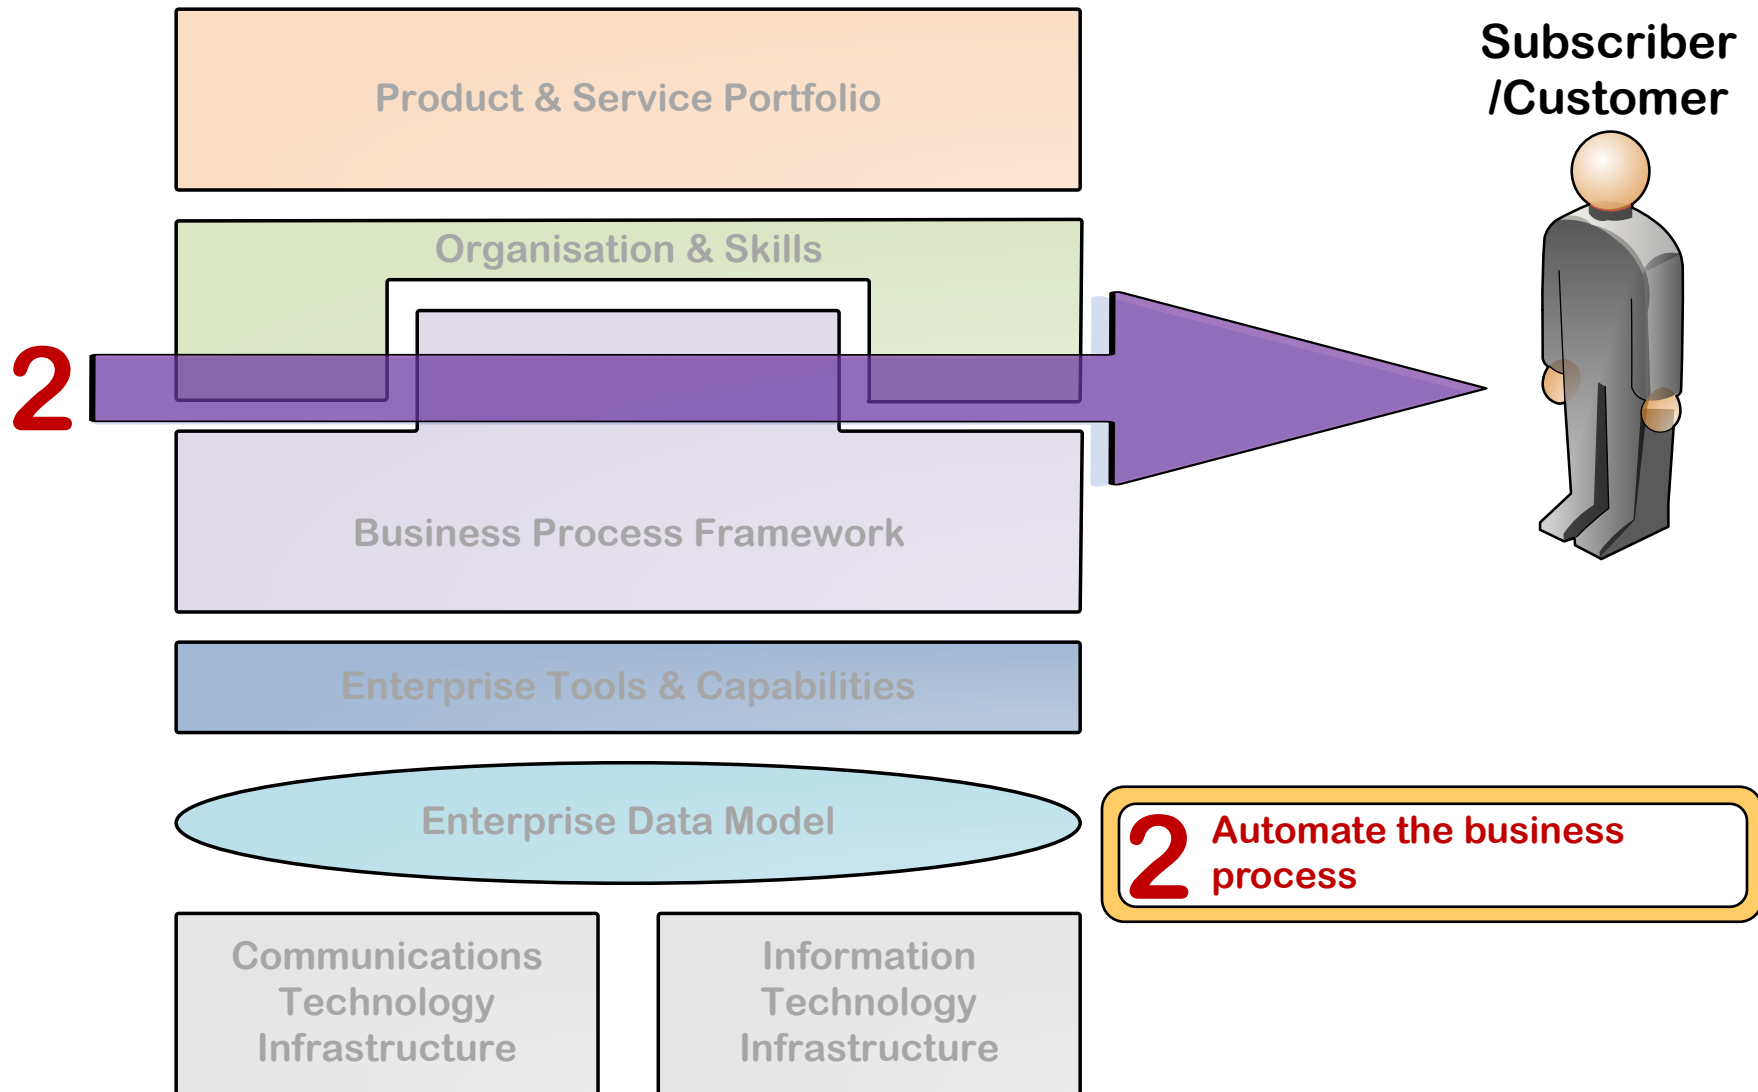 Subscriber
/Customer
Product & Service Portfolio
Organisation & Skills
2
Business Process Framework
Enterprise Tools & Capabilities
Enterprise Data Model
2
Automate the business
process
Communications
Technology
Infrastructure
Information
Technology
Infrastructure